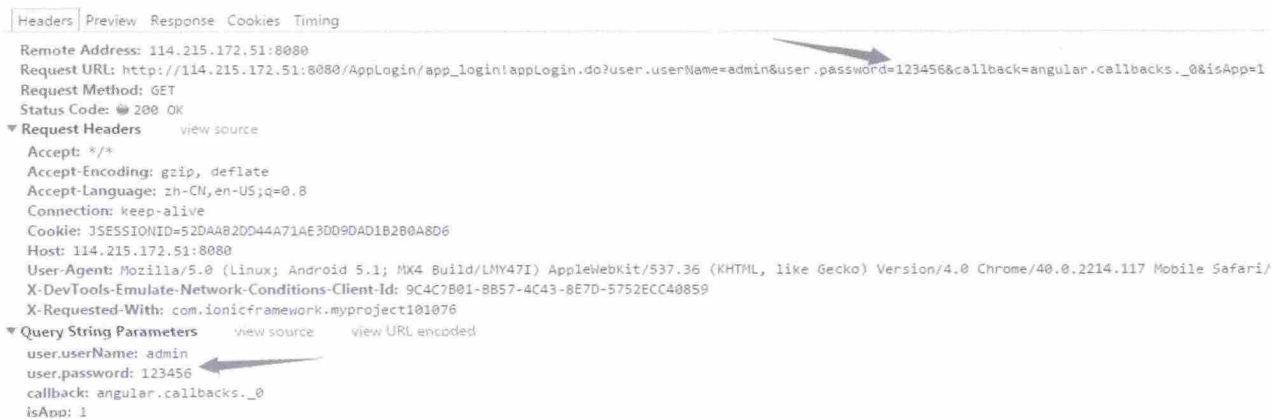 Headers Preview Response Cookies Timing
Remote Address: 114.215.172.51:8080
Request URL: http://114.215.172.51:8080/AppLogin/app_login!appLogin.do?user.userName=admin&user.password=123456&callback=angular.callbacks._0&isApp=1
Request Method: GET
Status Code: 200 OK
Request Headers view source
Accept: */*
Accept-Encoding: gzip, deflate
Accept-Language: zh-CN,en-US;q=0.8
Connection: keep-alive
Cookie: JSESSIONID=52DAAB2DD44A71AE3DD9DAD1B2B0A8D6
Host: 114.215.172.51:8080
User-Agent: Mozilla/5.0 (Linux; Android 5.1; MX4 Build/LMY47I) AppleWebKit/537.36 (KHTML, like Gecko) Version/4.0 Chrome/40.0.2214.117 Mobile Safari/
X-DevTools-Emulate-Network-Conditions-Client-Id: 9C4C7B01-BB57-4C43-8E7D-5752ECC40859
X-Requested-With: com.ionicframework.myproject101076
Query String Parameters view source view URL encoded
user.userName: admin
user.password: 123456
callback: angular.callbacks._0
isApp: 1